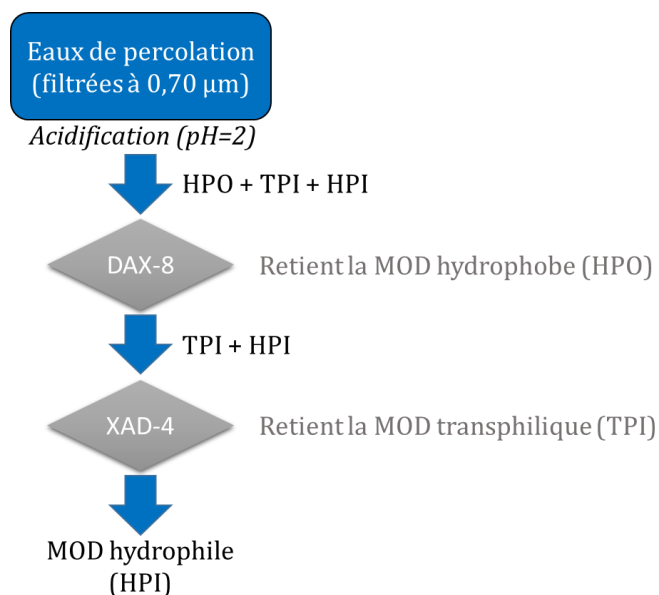 Eaux de percolation
(filtrées à 0,70 µm)
Acidification (pH=2)
HPO + TPI + HPI
DAX-8
Retient la MOD hydrophobe (HPO)
TPI + HPI
XAD-4
Retient la MOD transphilique (TPI)
MOD hydrophile
(HPI)